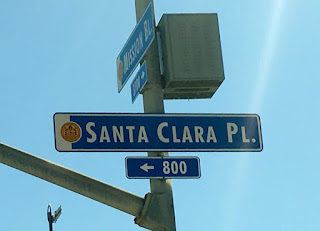 MISSION BL.
SANTA CLARA PL.
← 800